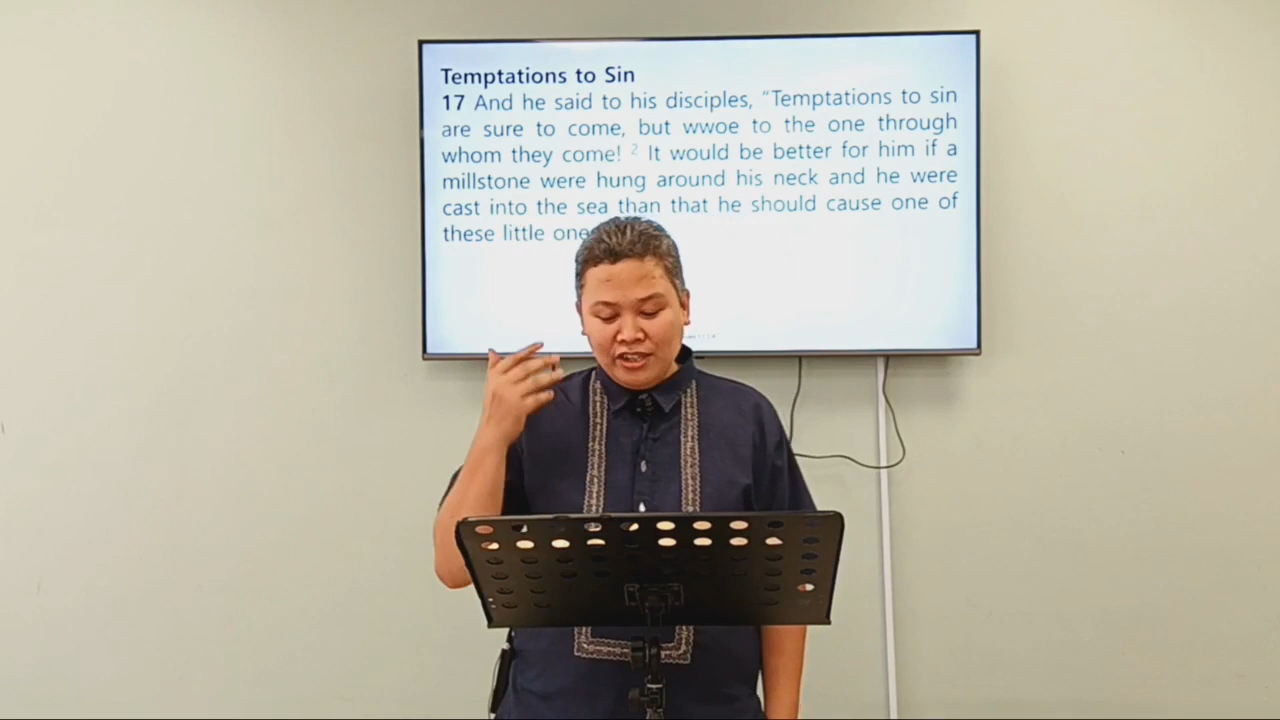 Temptations to Sin
17 And he said to his disciples, “Temptations to sin
are sure to come, but wwoe to the one through
whom they come! 2 It would be better for him if a
millstone were hung around his neck and he were
cast into the sea than that he should cause one of
these little one